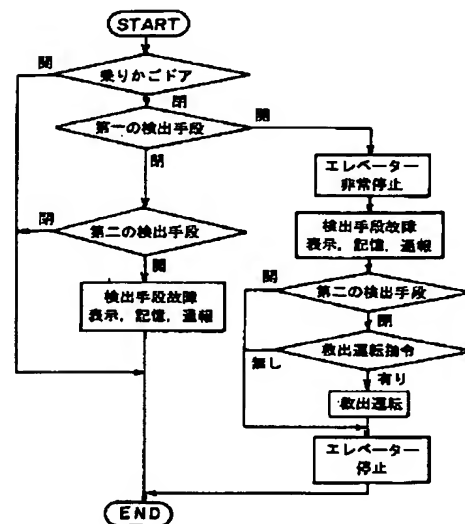 START
開
乗りかごドア
閉
第一の検出手段
開
閉
エレベーター
非常停止
検出手段故障
表示，記憶，通報
閉
第二の検出手段
開
検出手段故障
表示，記憶，通報
開
第二の検出手段
閉
救出運転指令
無し
有り
救出運転
エレベーター
停止
END